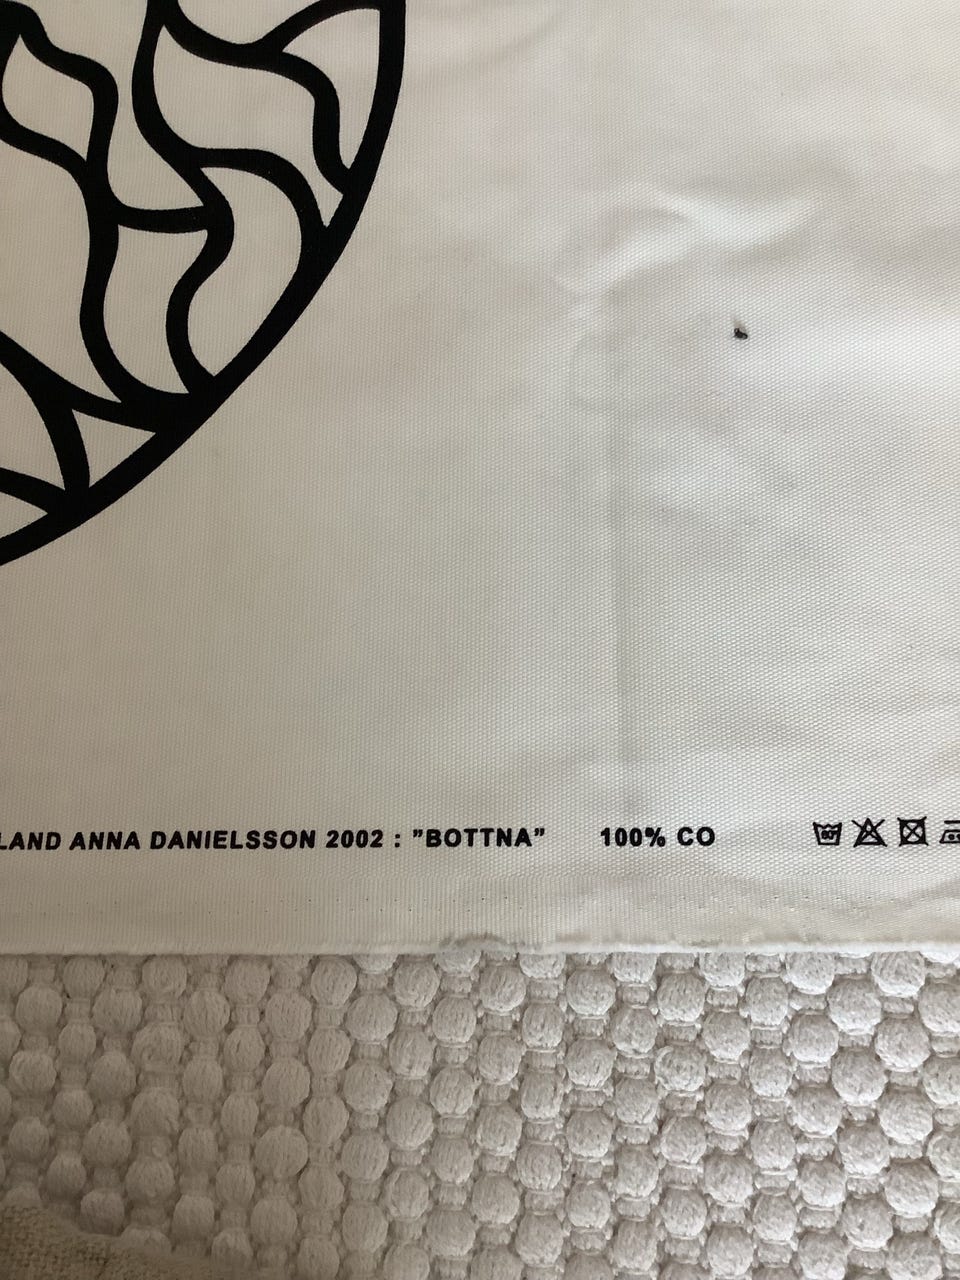 LAND ANNA DANIELSSON 2002 : ”BOTTNA” 100% CO